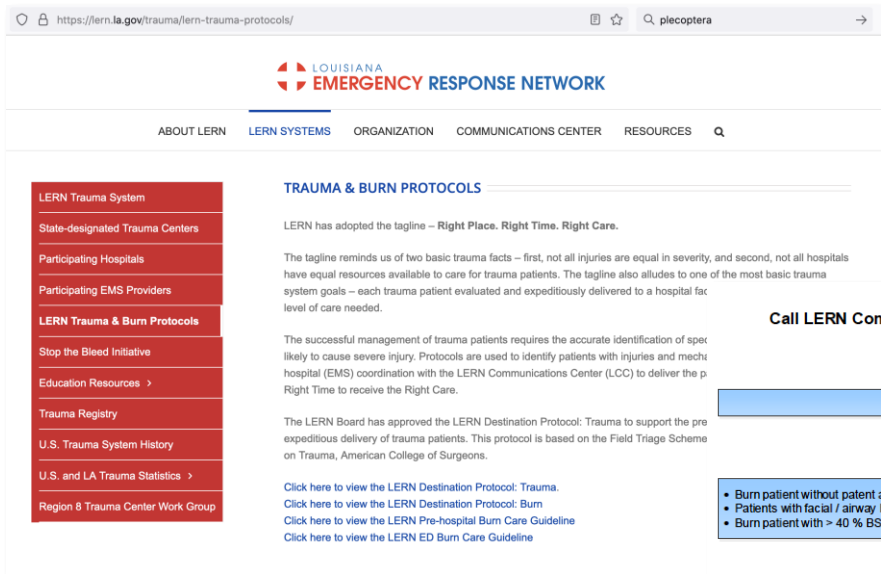 https://lern.la.gov/trauma/lern-trauma-protocols/
plecoptera
LOUISIANA
EMERGENCY RESPONSE NETWORK
ABOUT LERN LERN SYSTEMS ORGANIZATION COMMUNICATIONS CENTER RESOURCES
LERN Trauma System
State-designated Trauma Centers
Participating Hospitals
Participating EMS Providers
LERN Trauma & Burn Protocols
Stop the Bleed Initiative
Education Resources >
Trauma Registry
U.S. Trauma System History
U.S. and LA Trauma Statistics >
Region 8 Trauma Center Work Group
TRAUMA & BURN PROTOCOLS
LERN has adopted the tagline – Right Place. Right Time. Right Care.
The tagline reminds us of two basic trauma facts – first, not all injuries are equal in severity, and second, not all hospitals
have equal resources available to care for trauma patients. The tagline also alludes to one of the most basic trauma
system goals – each trauma patient evaluated and expeditiously delivered to a hospital fac
level of care needed.
The successful management of trauma patients requires the accurate identification of spec
likely to cause severe injury. Protocols are used to identify patients with injuries and mecha
hospital (EMS) coordination with the LERN Communications Center (LCC) to deliver the p
Right Time to receive the Right Care.
The LERN Board has approved the LERN Destination Protocol: Trauma to support the pre
expeditious delivery of trauma patients. This protocol is based on the Field Triage Scheme
on Trauma, American College of Surgeons.
Click here to view the LERN Destination Protocol: Trauma.
Click here to view the LERN Destination Protocol: Burn
Click here to view the LERN Pre-hospital Burn Care Guideline
Click here to view the LERN ED Burn Care Guideline
Call LERN Con
• Burn patient without patent a
• Patients with facial / airway
• Burn patient with > 40 % BS